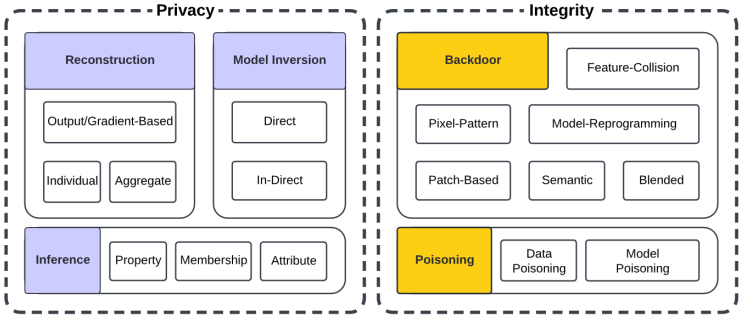 Privacy
Reconstruction
Model Inversion
Output/Gradient-Based
Direct
Individual
Aggregate
In-Direct
Inference
Property
Membership
Attribute
Integrity
Backdoor
Feature-Collision
Pixel-Pattern
Model-Reprogramming
Patch-Based
Semantic
Blended
Poisoning
Data
Poisoning
Model
Poisoning